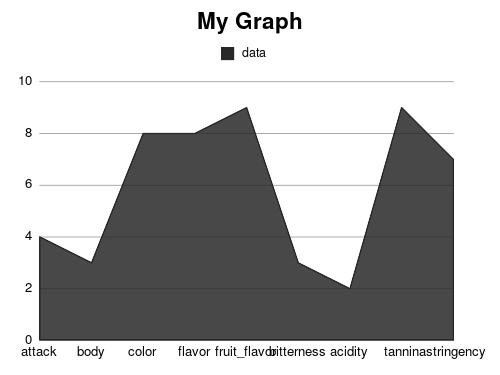 My Graph
data
10
8
6
4
2
0
attack body color flavor fruit_flavor bitterness acidity tannin astringency